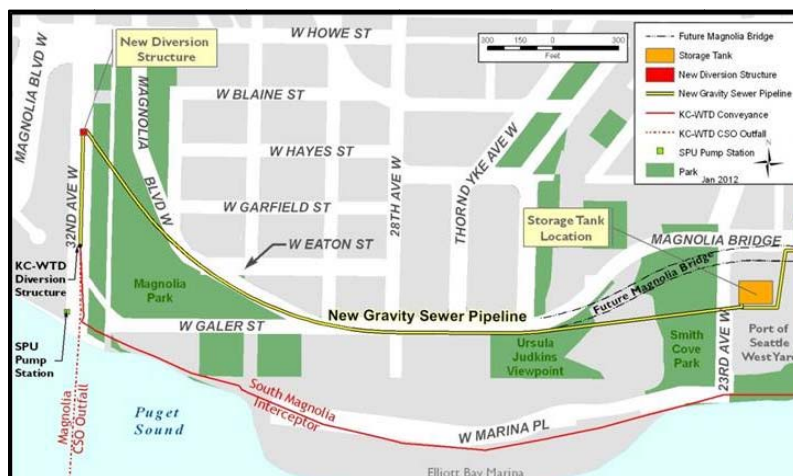 New Diversion
Structure
W HOWE ST
300
0
300
Feet
Future Magnolia Bridge
Storage Tank
New Diversion Structure
New Gravity Sewer Pipeline
KC-WTD Conveyance
KC-WTD CSO Outfall
SPU Pump Station
Park
Jan 2012
N
MAGNOLIA BLVD W
MAGNOLIA
BLVD W
W BLAINE ST
W HAYES ST
32ND AVE W
28TH AVE W
THORNDYKE AVE W
W GARFIELD ST
W EATON ST
Storage Tank
Location
MAGNOLIA BRIDGE
Future Magnolia Bridge
KC-WTD
Diversion
Structure
Magnolia
Park
New Gravity Sewer Pipeline
W GALER ST
SPU
Pump
Station
Ursula
Judkins
Viewpoint
Smith
Cove
Park
23RD AVE W
Port of
Seattle
West Yard
South Magnolia
Interceptor
Magnolia
CSO Outfall
Puget
Sound
W MARINA PL
Elliott Bay Marina